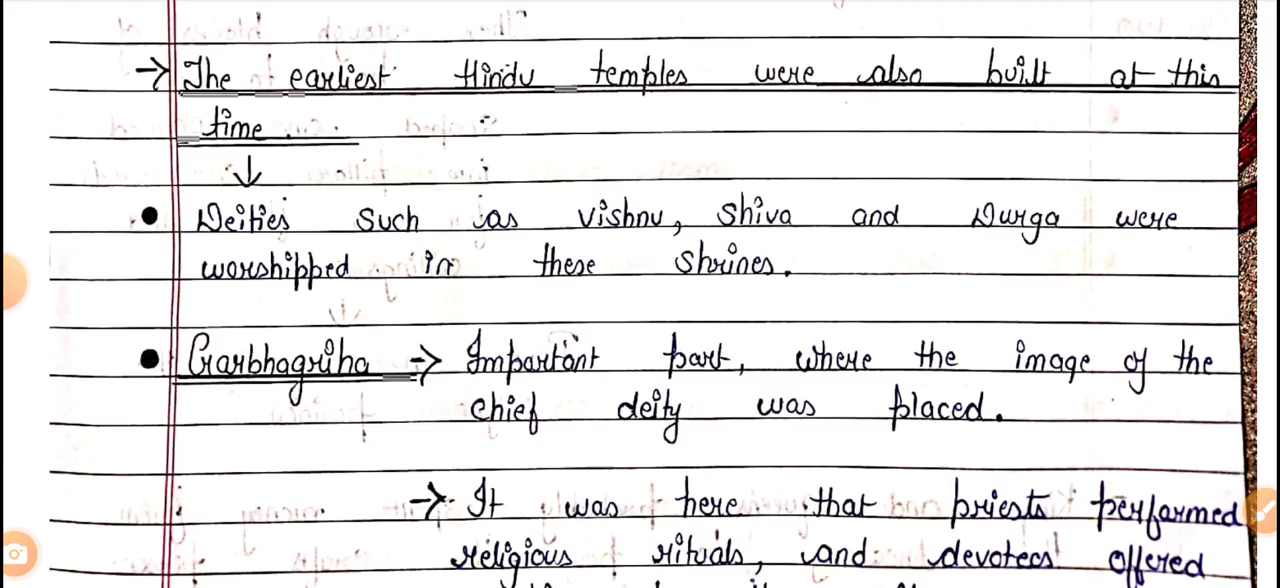 → The earliest Hindu temples were also built at this
time.
↓
• Deities such as vishnu, shiva and Durga were
worshipped in these shrines.
• Garbhagriha → Important part, where the image of the
chief deity was placed.
→ It was here that priests performed
religious rituals, and devotees offered